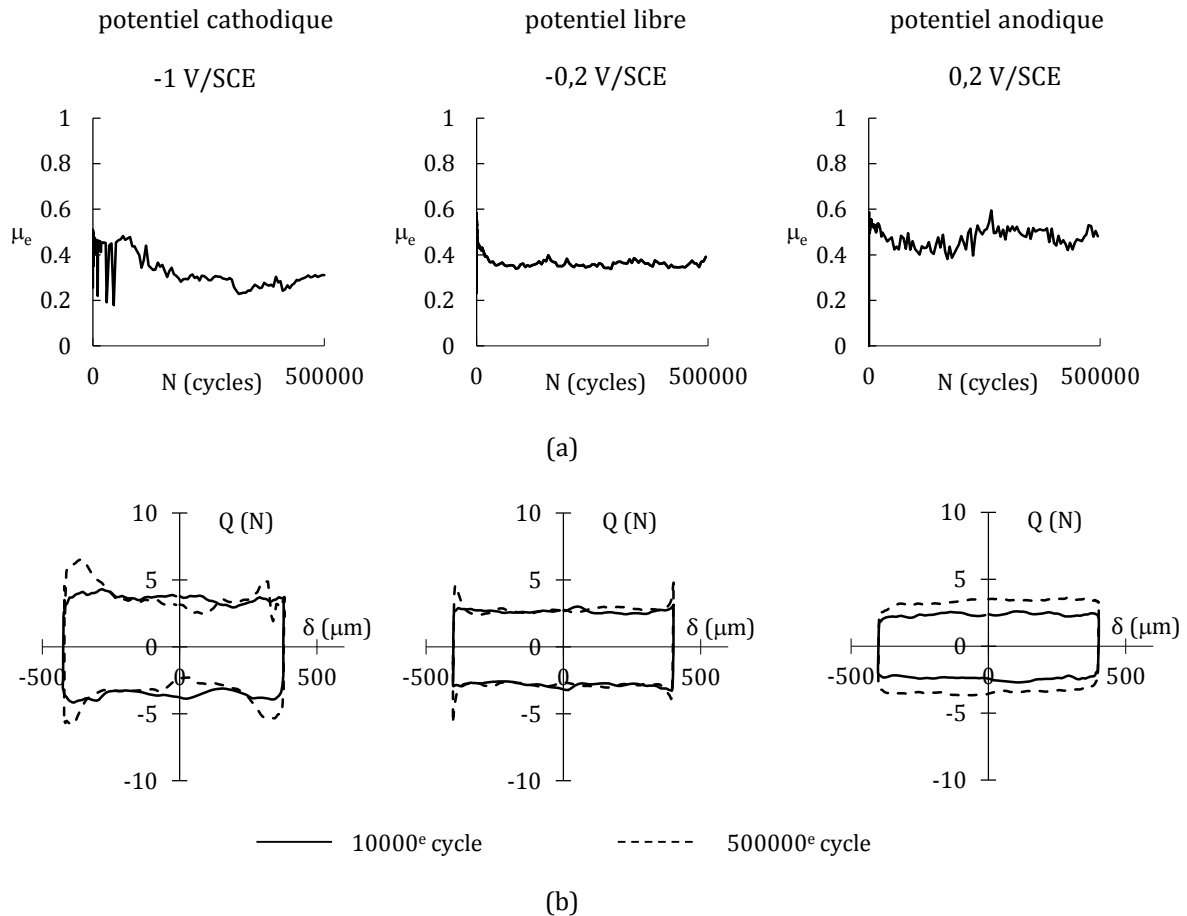 potentiel cathodique potentiel libre potentiel anodique
-1 V/SCE -0,2 V/SCE 0,2 V/SCE
1 1 1
0.8 0.8 0.8
0.6 0.6 0.6
μe μe μe
0.4 0.4 0.4
0.2 0.2 0.2
0 0 0
0 500000 0 500000 0 500000
N (cycles) N (cycles) N (cycles)
(a)
10 Q (N) 10 Q (N) 10 Q (N)
5 5 5
0 δ (μm) 0 δ (μm) 0 δ (μm)
-500 0 500 -500 0 500 -500 0 500
-5 -5 -5
-10 -10 -10
10000e cycle 500000e cycle
(b)